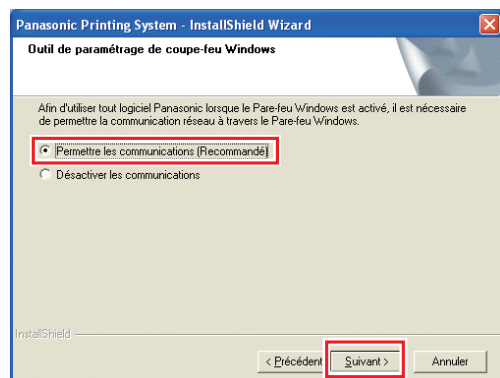 Panasonic Printing System - InstallShield Wizard
Outil de paramétrage de coupe-feu Windows
Afin d'utiliser tout logiciel Panasonic lorsque le Pare-feu Windows est activé, il est nécessaire
de permettre la communication réseau à travers le Pare-feu Windows.
Permettre les communications (Recommandé)
Désactiver les communications
InstallShield
< Précédent Suivant > Annuler